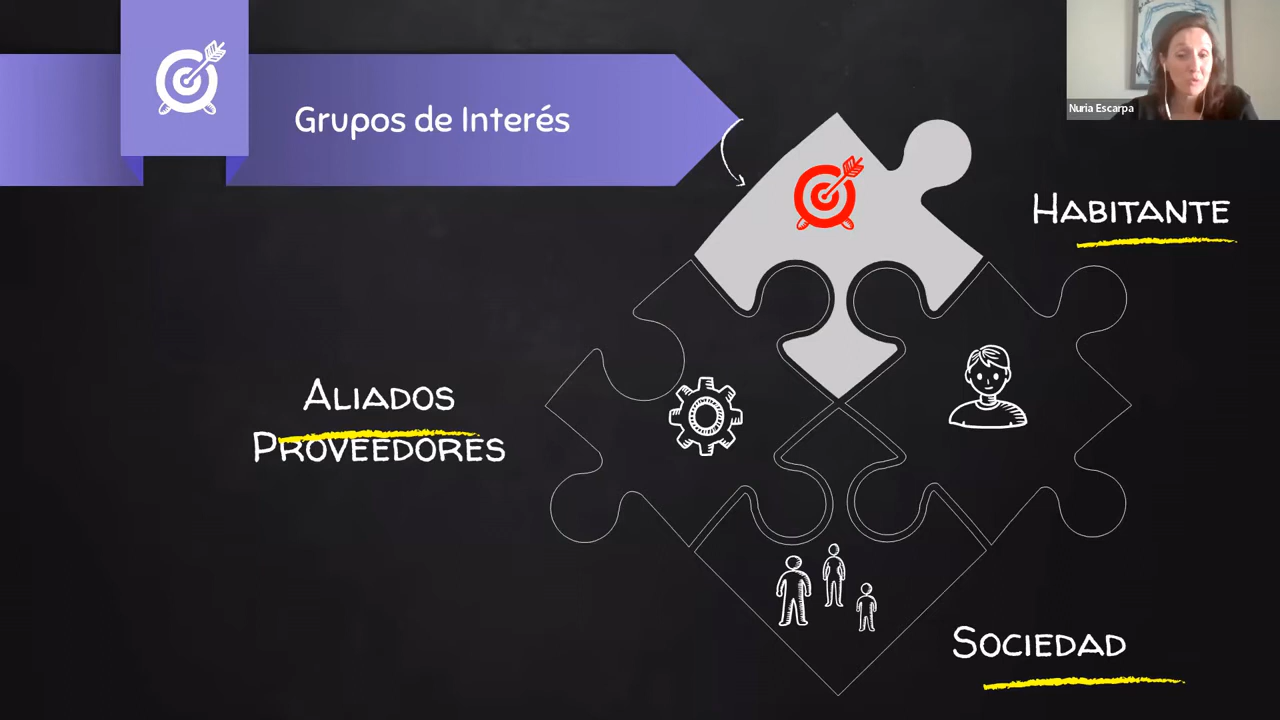 Grupos de Interés
Nuria Escarpa
HABITANTE
ALIADOS
PROVEEDORES
SOCIEDAD